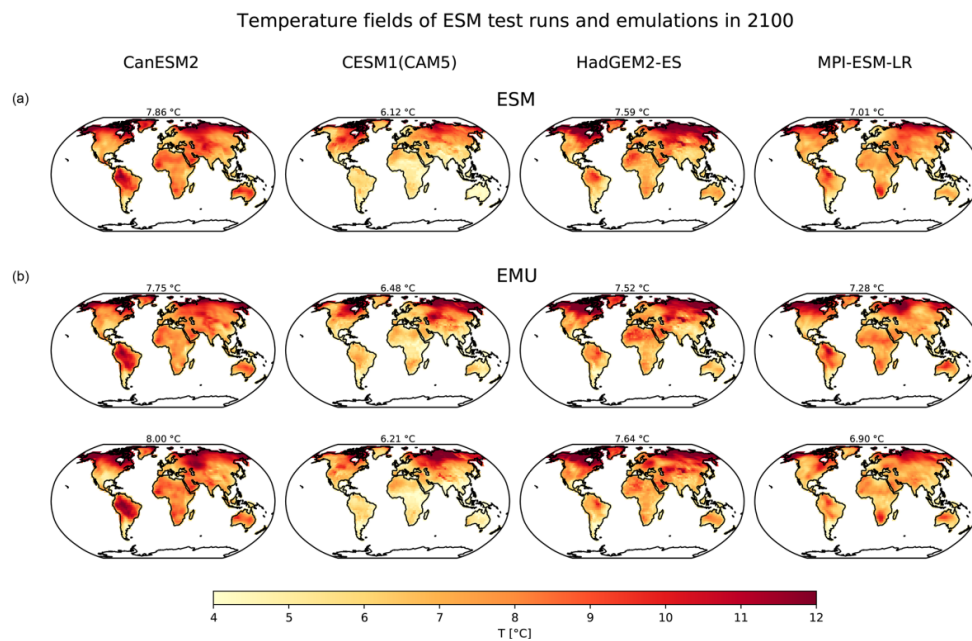 Temperature fields of ESM test runs and emulations in 2100
CanESM2 CESM1(CAM5) HadGEM2-ES MPI-ESM-LR
(a) ESM
7.86 °C 6.12 °C 7.59 °C 7.01 °C
(b) EMU
7.75 °C 6.48 °C 7.52 °C 7.28 °C
8.00 °C 6.21 °C 7.64 °C 6.90 °C
4 5 6 7 8 9 10 11 12
T [°C]